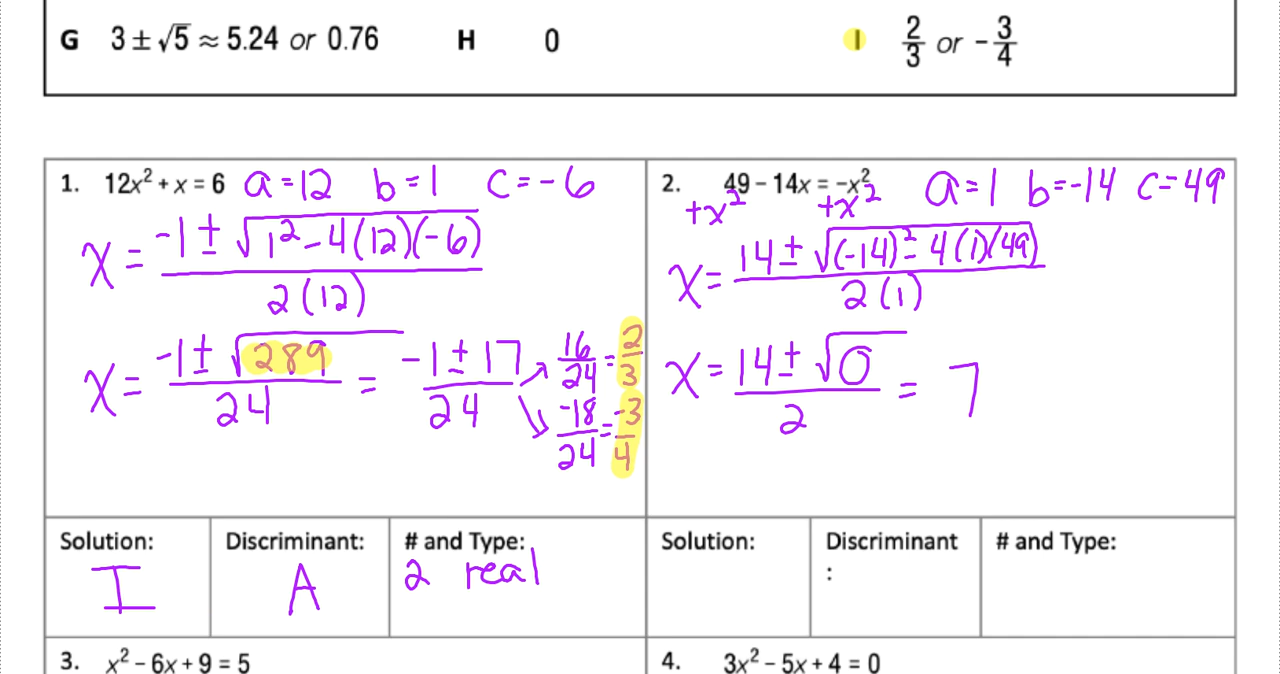 G 3 ± √5 ≈ 5.24 or 0.76 H 0 I 2/3 or -3/4
1. 12x² + x = 6 a=12 b=1 c=-6
x = (-1 ± √(1²-4(12)(-6))) / 2(12)
x = (-1 ± √289) / 24 = (-1 ± 17) / 24
16/24 = 2/3
-18/24 = -3/4
Solution: I
Discriminant: A
# and Type: 2 real
2. 49 – 14x = –x² a=1 b=-14 c=49
+x² +x²
x = (14 ± √((-14)² - 4(1)(49))) / 2(1)
x = (14 ± √0) / 2 = 7
Solution:
Discriminant
:
# and Type:
3. x² – 6x + 9 = 5
4. 3x² – 5x + 4 = 0